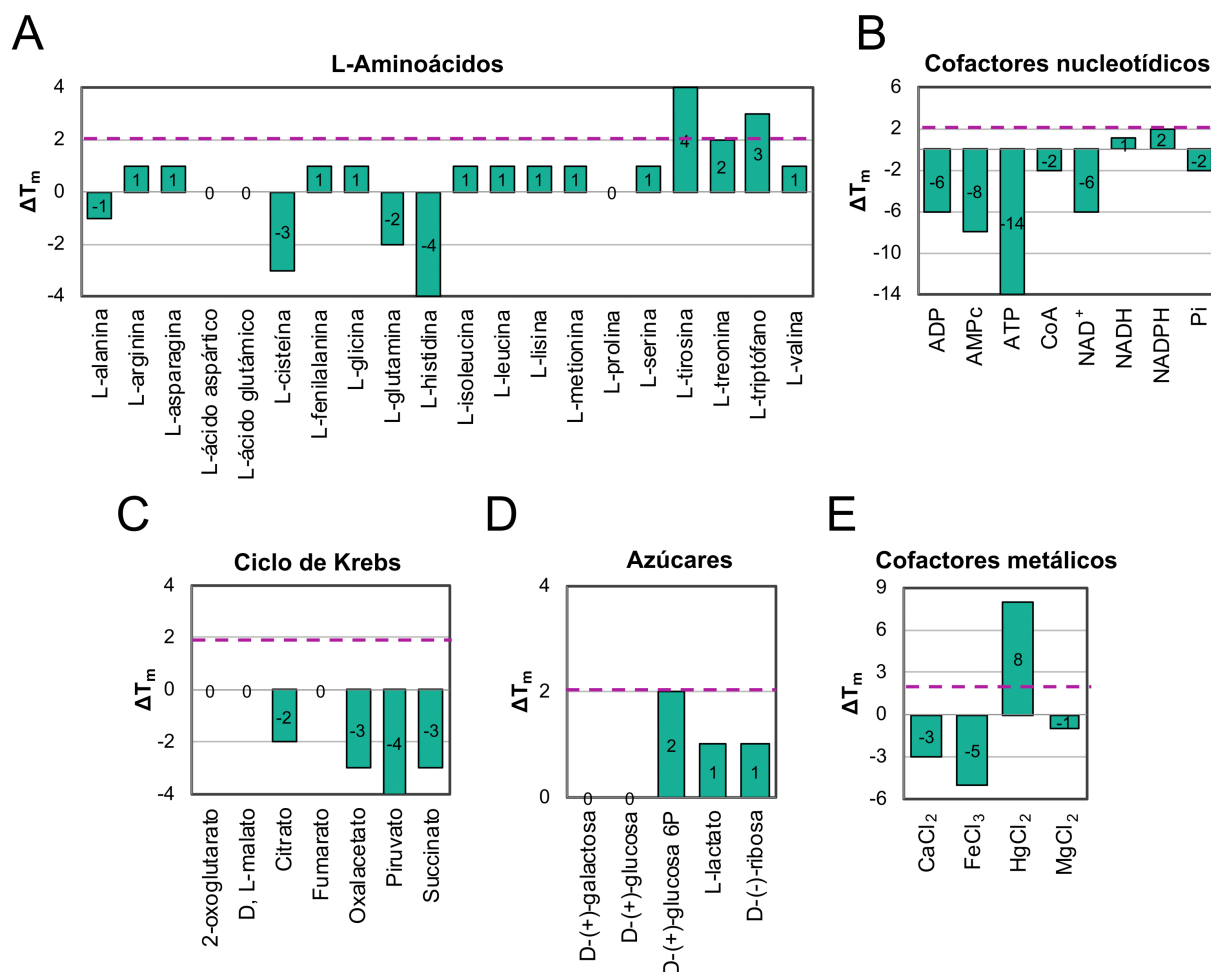 A
L-Aminoácidos
ΔTm
4
2
0
-2
-4
-1
1
1
0
0
-3
1
1
-2
-4
1
1
1
1
0
1
4
2
3
1
L-alanina
L-arginina
L-asparagina
L-ácido aspártico
L-ácido glutámico
L-cisteína
L-fenilalanina
L-glicina
L-glutamina
L-histidina
L-isoleucina
L-leucina
L-lisina
L-metionina
L-prolina
L-serina
L-tirosina
L-treonina
L-triptófano
L-valina
B
Cofactores nucleotídicos
ΔTm
6
2
-2
-6
-10
-14
-6
-8
-14
-2
-6
1
2
-2
ADP
AMPc
ATP
CoA
NAD⁺
NADH
NADPH
Pi
C
Ciclo de Krebs
ΔTm
4
2
0
-2
-4
0
0
-2
0
-3
-4
-3
2-oxoglutarato
D, L-malato
Citrato
Fumarato
Oxalacetato
Piruvato
Succinato
D
Azúcares
ΔTm
4
2
0
0
0
2
1
1
D-(+)-galactosa
D-(+)-glucosa
D-(+)-glucosa 6P
L-lactato
D-(-)-ribosa
E
Cofactores metálicos
ΔTm
9
6
3
0
-3
-6
-3
-5
8
-1
CaCl₂
FeCl₃
HgCl₂
MgCl₂